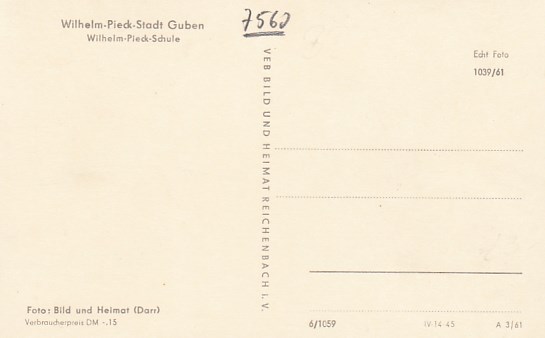 Wilhelm-Pieck-Stadt Guben
Wilhelm-Pieck-Schule
7560
Echt Foto
1039/61
VEB BILD UND HEIMAT REICHENBACH I. V.
Foto: Bild und Heimat (Darr)
Verbraucherpreis DM -.15
6/1059
IV 14-45
A 3/61